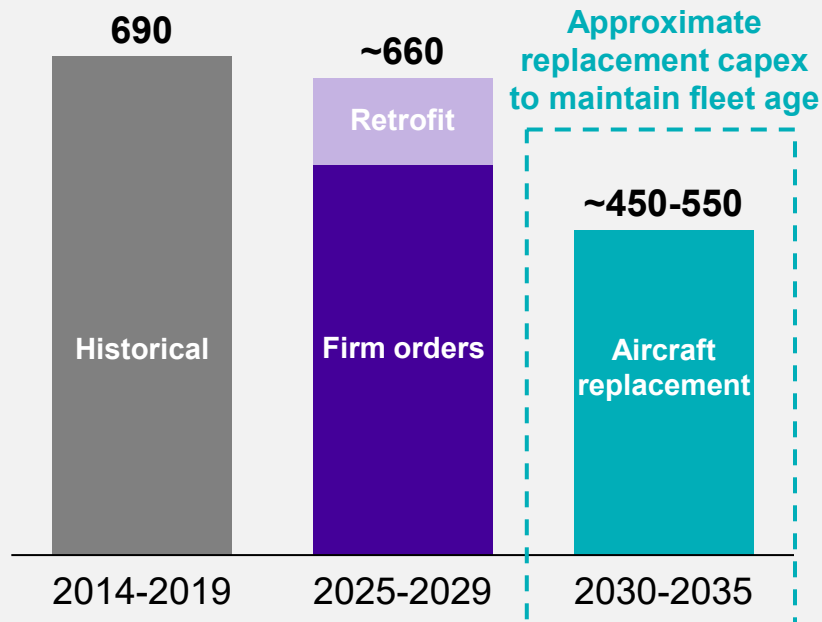 690
Historical
2014-2019
~660
Retrofit
Firm orders
2025-2029
Approximate
replacement capex
to maintain fleet age
~450-550
Aircraft
replacement
2030-2035